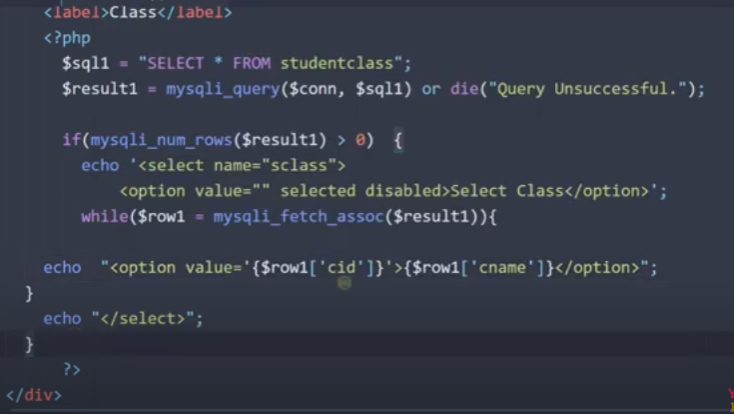 <label>Class</label>
<?php
$sql1 = "SELECT * FROM studentclass";
$result1 = mysqli_query($conn, $sql1) or die("Query Unsuccessful.");
if(mysqli_num_rows($result1) > 0)  {
echo '<select name="sclass">
<option value="" selected disabled>Select Class</option>';
while($row1 = mysqli_fetch_assoc($result1)){
echo  "<option value='{$row1['cid']}'>{$row1['cname']}</option>";
}
echo "</select>";
}
?>
</div>